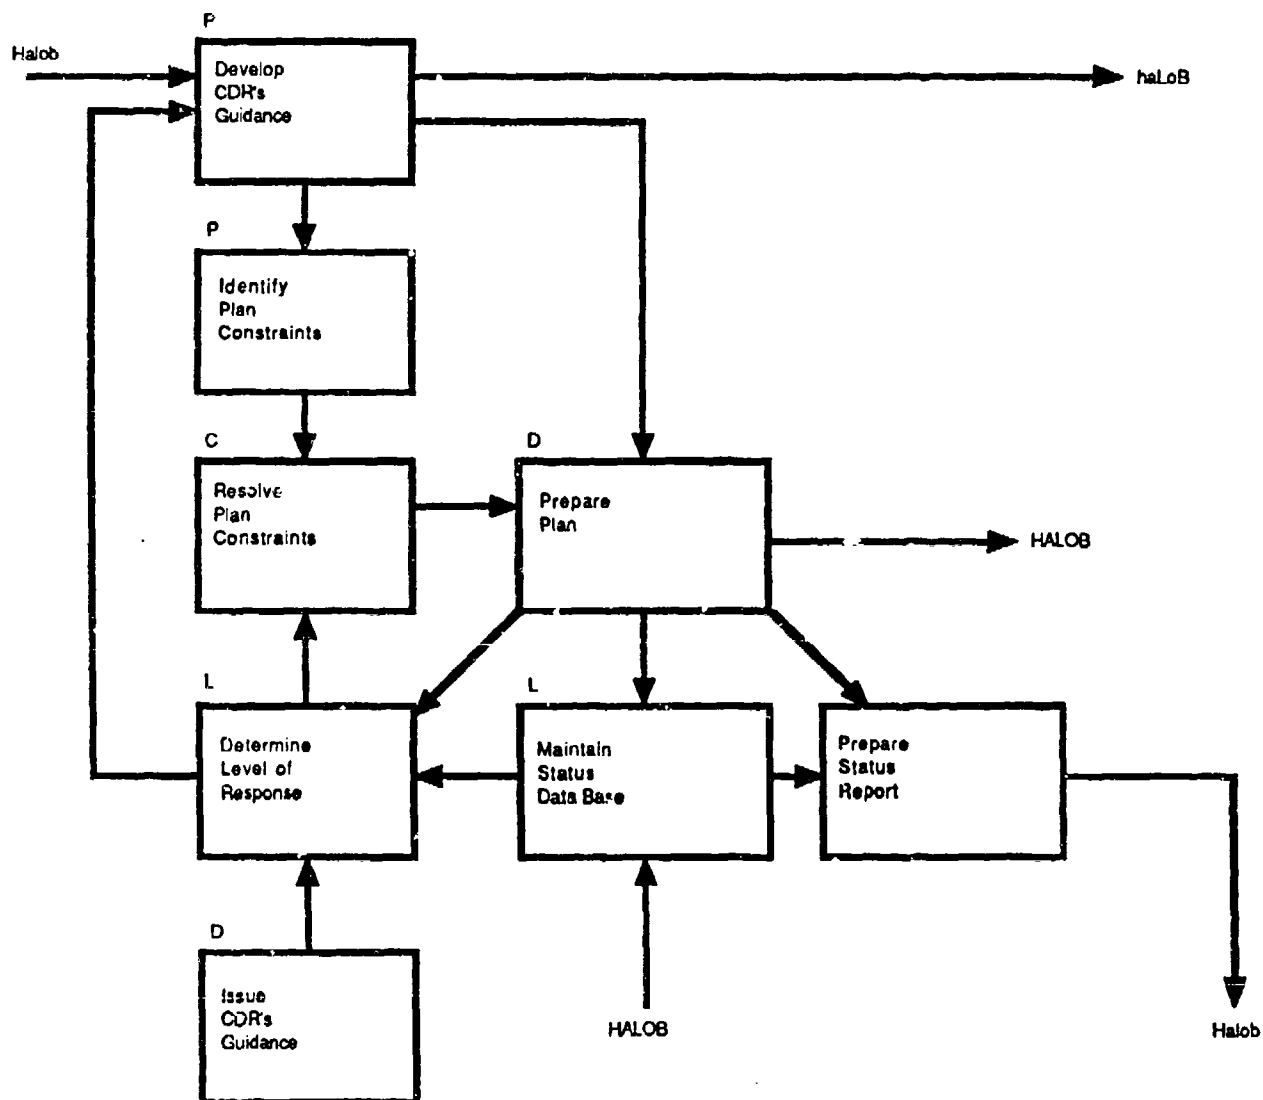 P
Halob
Develop
CDR's
Guidance
haLoB
P
Identify
Plan
Constraints
C
Resolve
Plan
Constraints
D
Prepare
Plan
HALOB
L
Determine
Level of
Response
L
Maintain
Status
Data Base
Prepare
Status
Report
D
Issue
CDR's
Guidance
HALOB
Halob